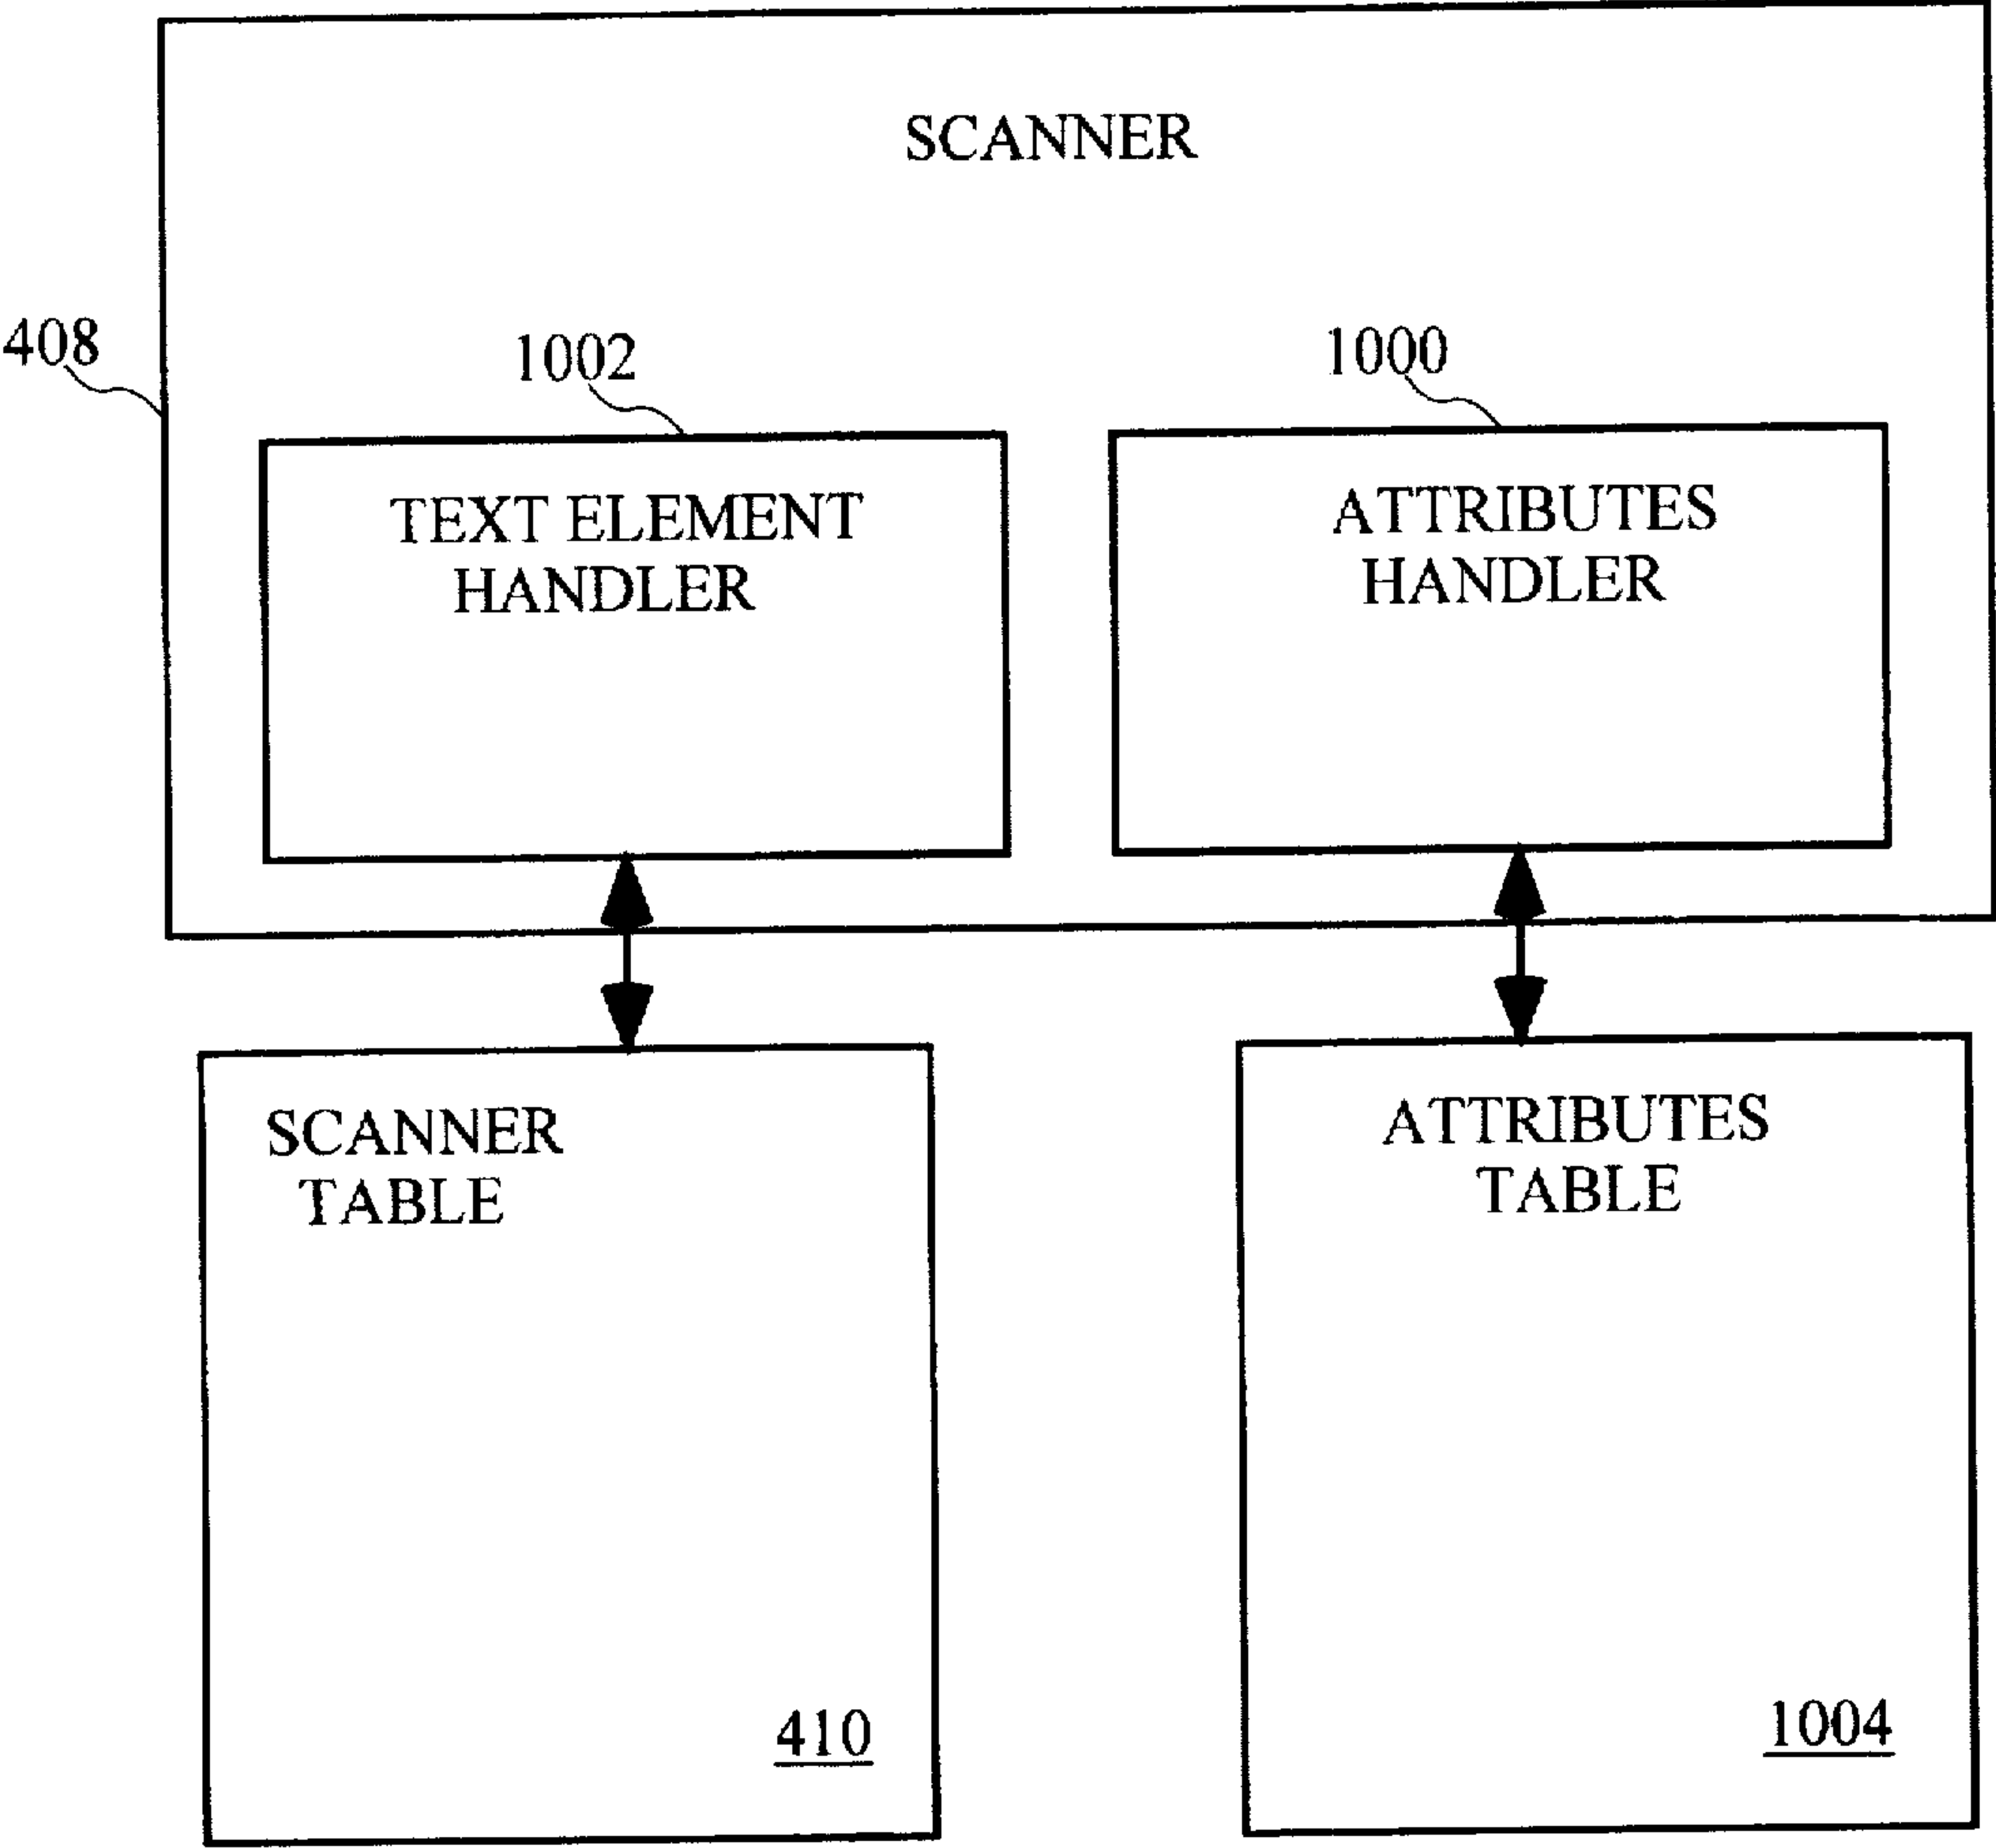 SCANNER
408
1002
1000
TEXT ELEMENT
HANDLER
ATTRIBUTES
HANDLER
SCANNER
TABLE
410
ATTRIBUTES
TABLE
1004